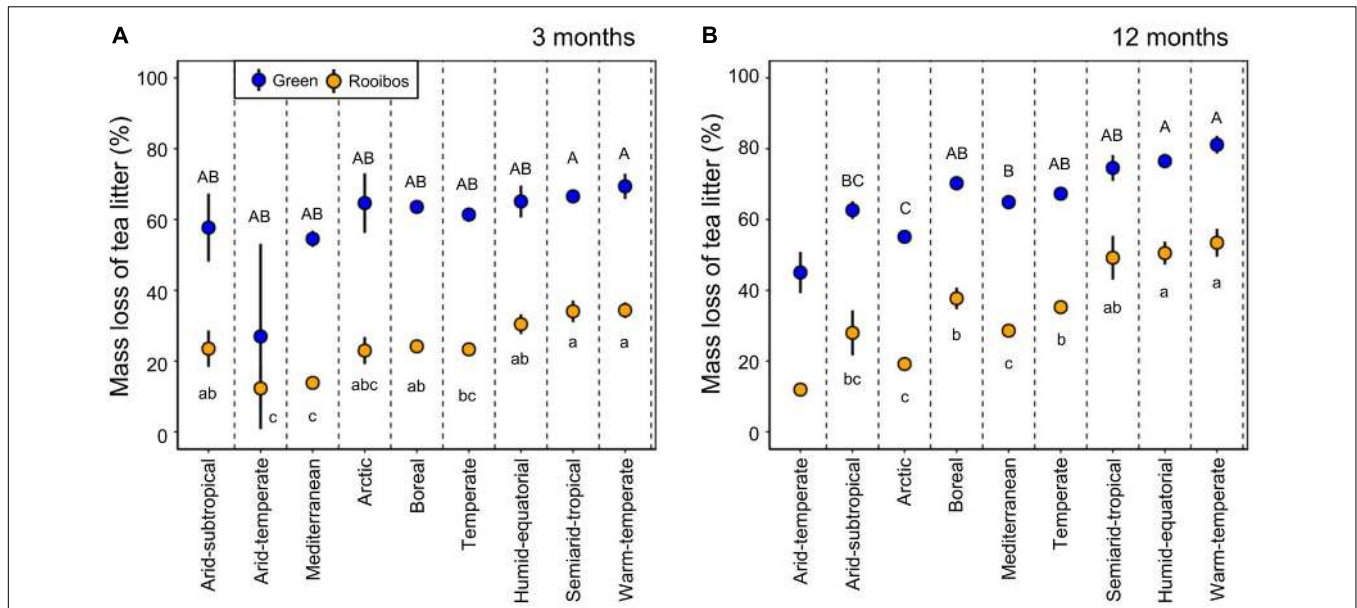 A
3 months
Mass loss of tea litter (%)
100
80
60
40
20
0
Green Rooibos
AB
AB
AB
AB
AB
AB
AB
A
A
ab
c
c
abc
ab
bc
ab
a
a
Arid-subtropical
Arid-temperate
Mediterranean
Arctic
Boreal
Temperate
Humid-equatorial
Semiarid-tropical
Warm-temperate
B
12 months
Mass loss of tea litter (%)
100
80
60
40
20
0
BC
C
AB
B
AB
AB
A
A
bc
c
b
c
b
ab
a
a
Arid-temperate
Arid-subtropical
Arctic
Boreal
Mediterranean
Temperate
Semiarid-tropical
Humid-equatorial
Warm-temperate